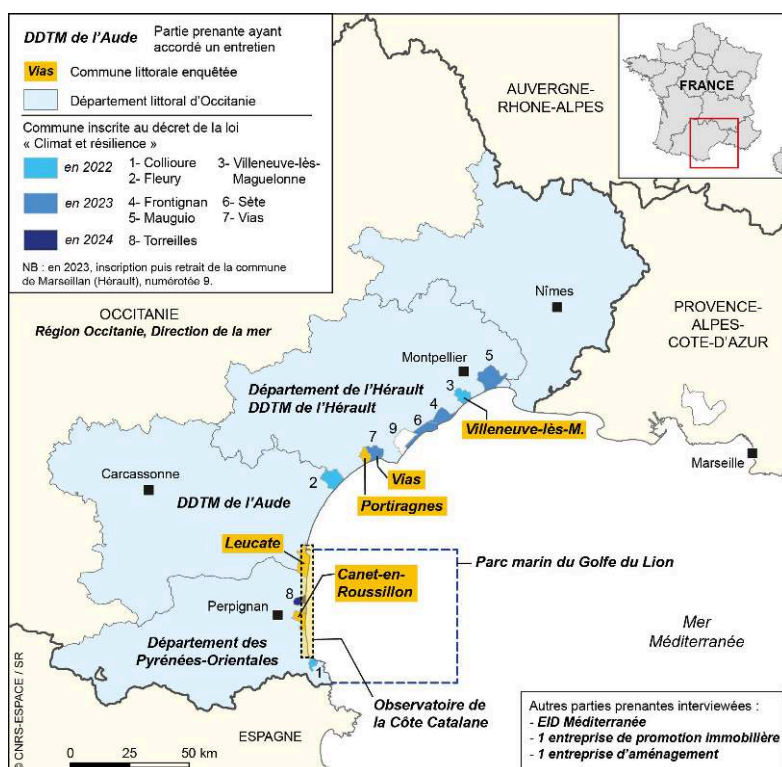 DDTM de l'Aude
Partie prenante ayant
accordé un entretien
Vias
Commune littorale enquêtée
Département littoral d'Occitanie
Commune inscrite au décret de la loi
« Climat et résilience »
en 2022
1- Collioure
2- Fleury
3- Villeneuve-lès-
Maguelonne
en 2023
4- Frontignan
5- Mauguio
6- Sète
7- Vias
en 2024
8- Torreilles
NB : en 2023, inscription puis retrait de la commune
de Marseillan (Hérault), numérotée 9.
AUVERGNE-
RHONE-ALPES
FRANCE
OCCITANIE
Région Occitanie, Direction de la mer
Nîmes
PROVENCE-
ALPES-
COTE-D'AZUR
Montpellier
5
3
Département de l'Hérault
DDTM de l'Hérault
4
6
9
7
Villeneuve-lès-M.
Marseille
Carcassonne
2
Vias
DDTM de l'Aude
Portiragnes
Leucate
Parc marin du Golfe du Lion
Canet-en-
Roussillon
8
Perpignan
Mer
Méditerranée
Département des
Pyrénées-Orientales
1
Observatoire de
la Côte Catalane
ESPAGNE
Autres parties prenantes interviewées :
- EID Méditerranée
- 1 entreprise de promotion immobilière
- 1 entreprise d'aménagement
0 25 50 km
© CNRS-ESPACE / SR